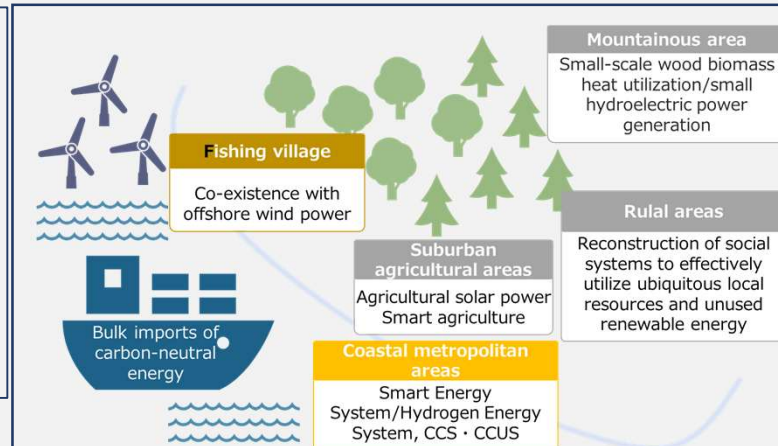 Mountainous area
Small-scale wood biomass
heat utilization/small
hydroelectric power
generation
Fishing village
Co-existence with
offshore wind power
Rulal areas
Reconstruction of social
systems to effectively
utilize ubiquitous local
resources and unused
renewable energy
Suburban
agricultural areas
Agricultural solar power
Smart agriculture
Bulk imports of
carbon-neutral
energy
Coastal metropolitan
areas
Smart Energy
System/Hydrogen Energy
System, CCS・CCUS